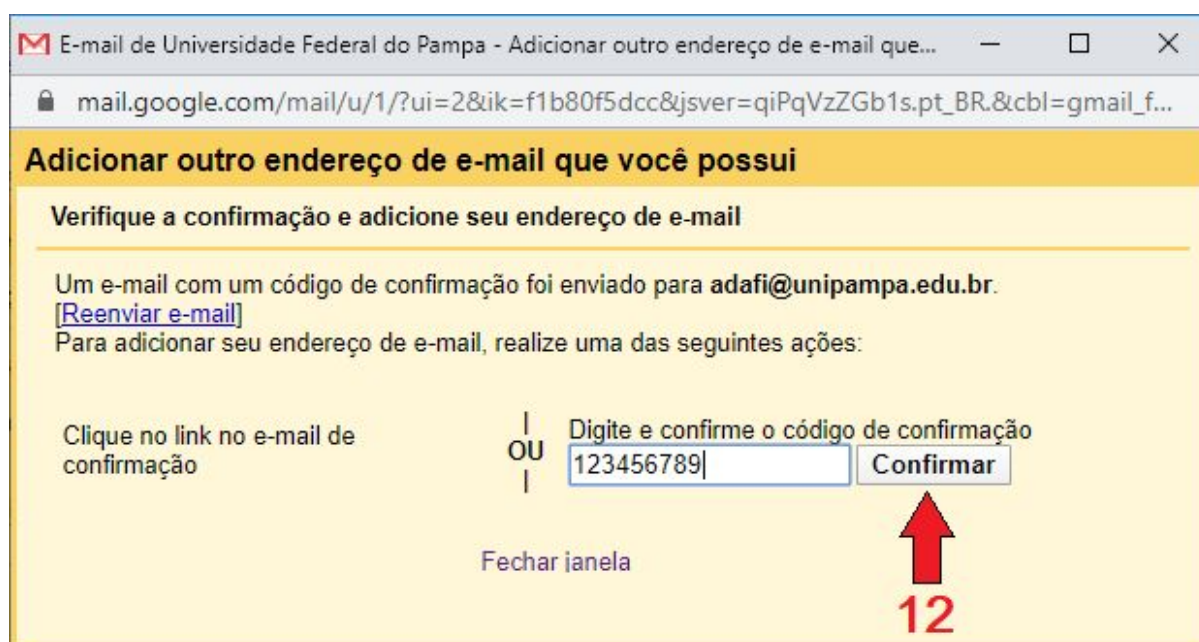 E-mail de Universidade Federal do Pampa - Adicionar outro endereço de e-mail que...
mail.google.com/mail/u/1/?ui=2&ik=f1b80f5dcc&jsver=qiPqVzZGb1s.pt_BR.&cbl=gmail_f...
Adicionar outro endereço de e-mail que você possui
Verifique a confirmação e adicione seu endereço de e-mail
Um e-mail com um código de confirmação foi enviado para adafi@unipampa.edu.br.
[Reenviar e-mail]
Para adicionar seu endereço de e-mail, realize uma das seguintes ações:
Clique no link no e-mail de
confirmação
OU
Digite e confirme o código de confirmação
123456789
Confirmar
Fechar janela
12